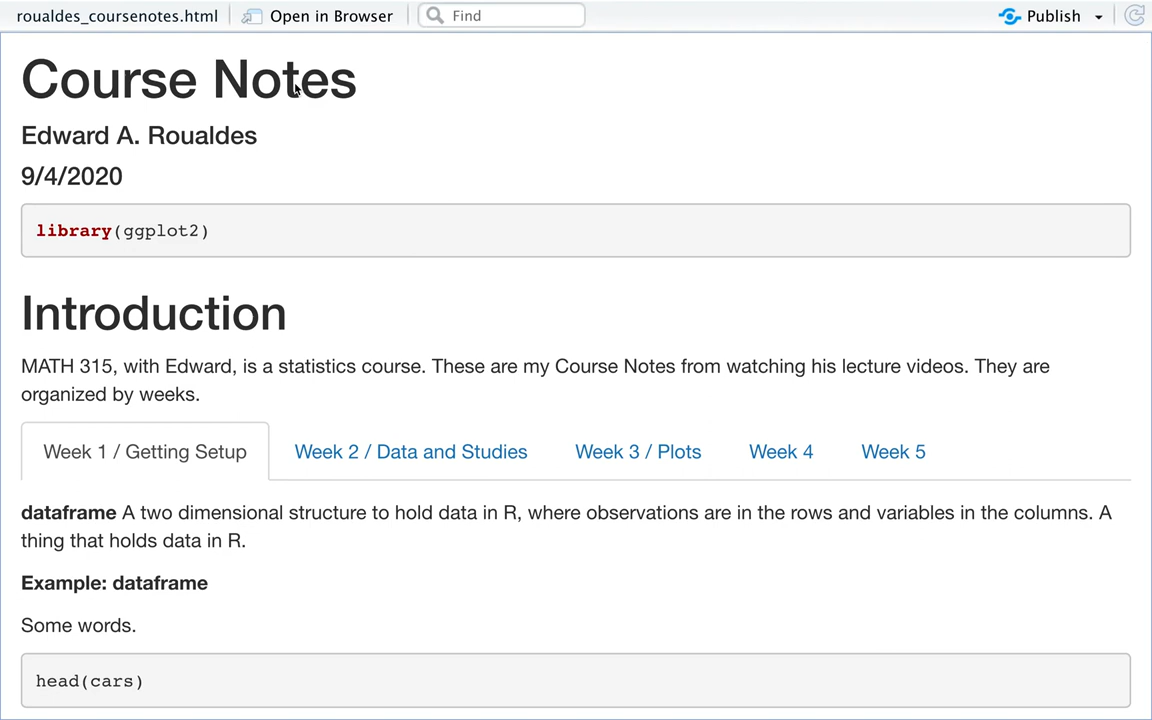 roualdes_coursenotes.html Open in Browser Find Publish
Course Notes
Edward A. Roualdes
9/4/2020
library(ggplot2)
Introduction
MATH 315, with Edward, is a statistics course. These are my Course Notes from watching his lecture videos. They are
organized by weeks.
Week 1 / Getting Setup Week 2 / Data and Studies Week 3 / Plots Week 4 Week 5
dataframe A two dimensional structure to hold data in R, where observations are in the rows and variables in the columns. A
thing that holds data in R.
Example: dataframe
Some words.
head(cars)